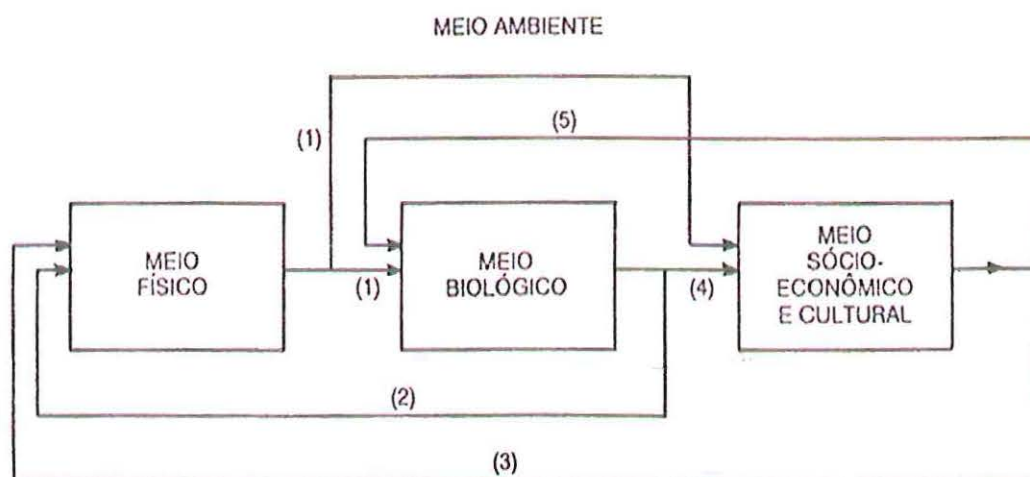 MEIO AMBIENTE
(1)
(5)
MEIO
FÍSICO
(1)
MEIO
BIOLÓGICO
(4)
MEIO
SÓCIO-
ECONÔMICO
E CULTURAL
(2)
(3)